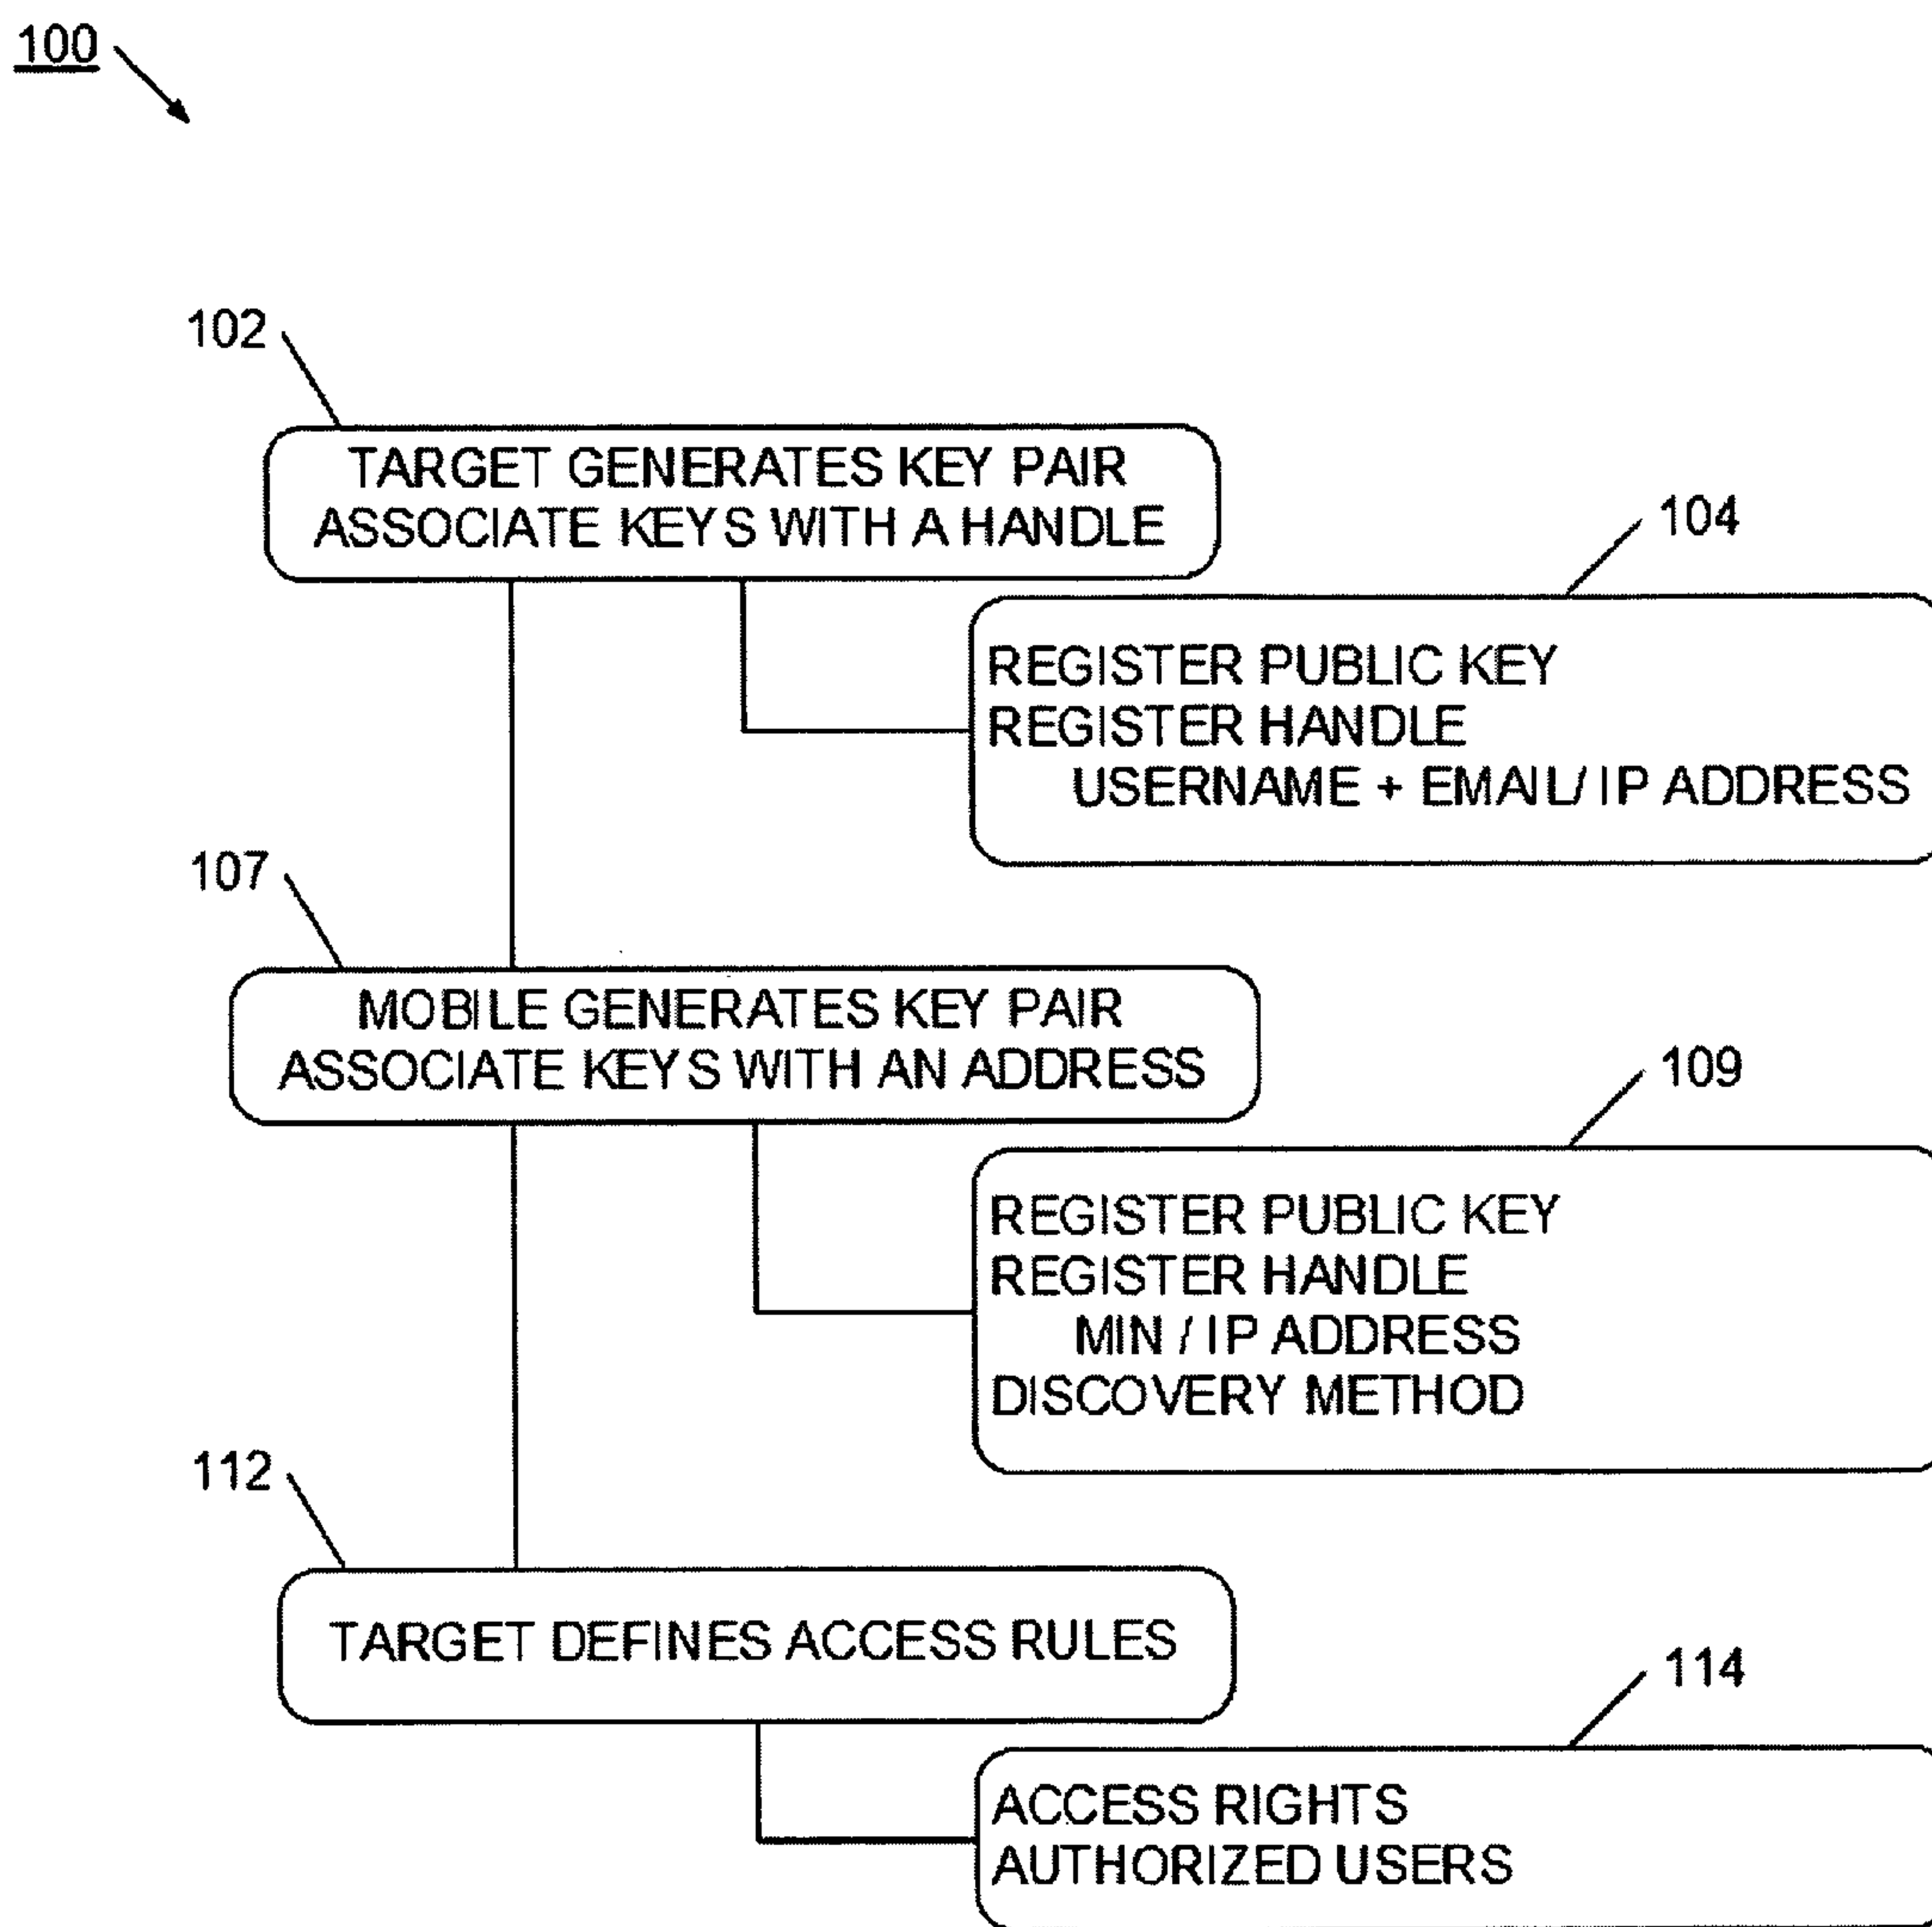 100
102
TARGET GENERATES KEY PAIR
ASSOCIATE KEYS WITH A HANDLE
104
REGISTER PUBLIC KEY
REGISTER HANDLE
USERNAME + EMAIL/ IP ADDRESS
107
MOBILE GENERATES KEY PAIR
ASSOCIATE KEYS WITH AN ADDRESS
109
REGISTER PUBLIC KEY
REGISTER HANDLE
MIN / IP ADDRESS
DISCOVERY METHOD
112
TARGET DEFINES ACCESS RULES
114
ACCESS RIGHTS
AUTHORIZED USERS